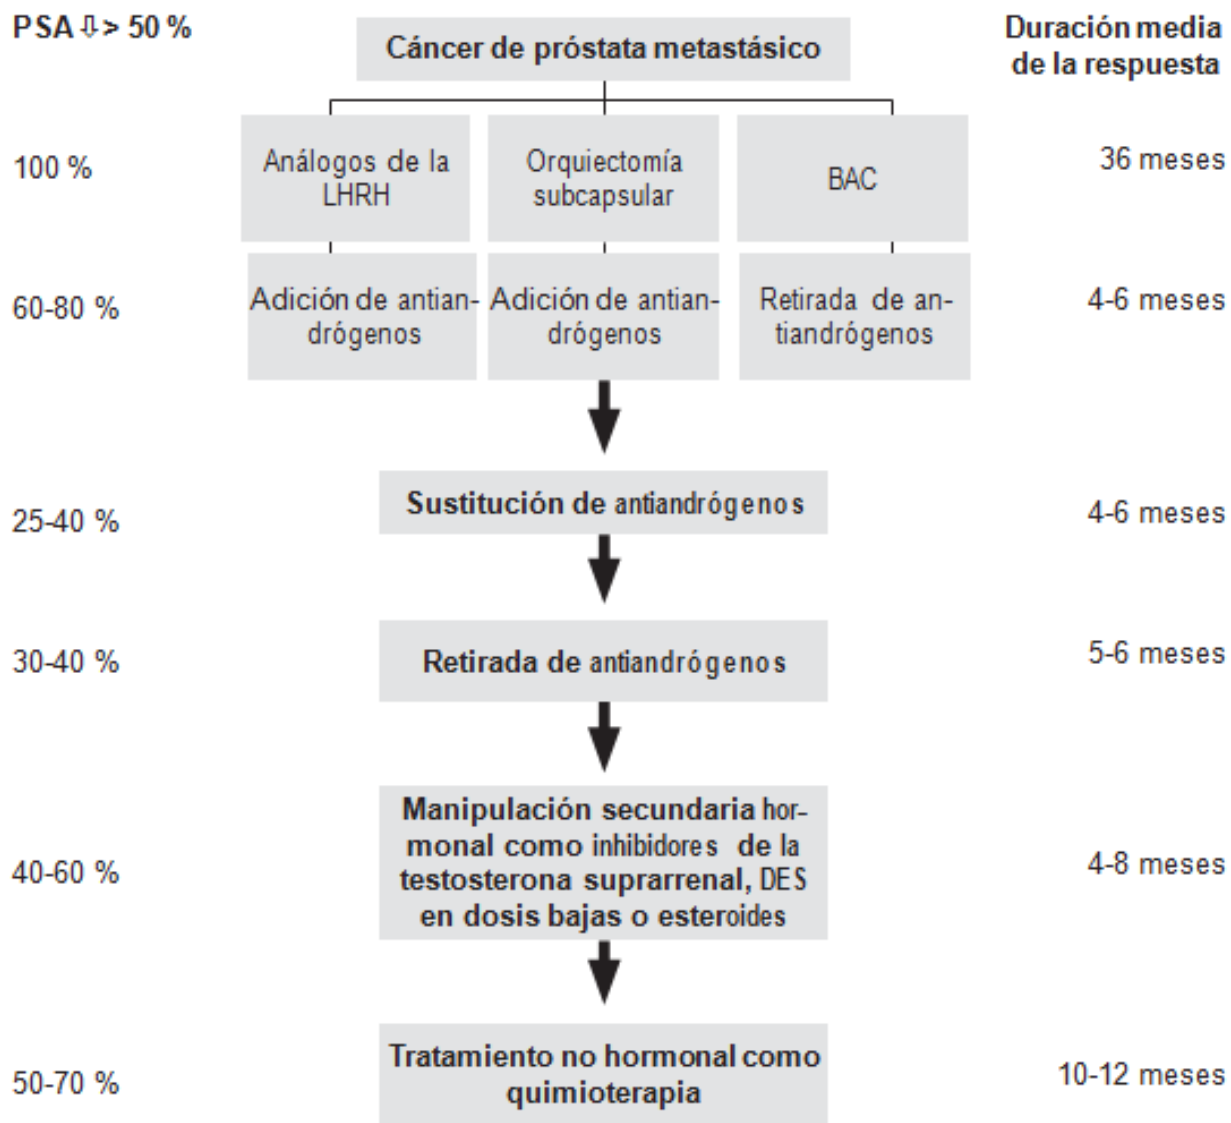 PSA ⇩ > 50 %
Cáncer de próstata metastásico
Duración media
de la respuesta
100 %
Análogos de la
LHRH
Orquiectomía
subcapsular
BAC
36 meses
60-80 %
Adición de antian-
drógenos
Adición de antian-
drógenos
Retirada de an-
tiandrógenos
4-6 meses
25-40 %
Sustitución de antiandrógenos
4-6 meses
30-40 %
Retirada de antiandrógenos
5-6 meses
40-60 %
Manipulación secundaria hor-
monal como inhibidores de la
testosterona suprarrenal, DES
en dosis bajas o esteroides
4-8 meses
50-70 %
Tratamiento no hormonal como
quimioterapia
10-12 meses